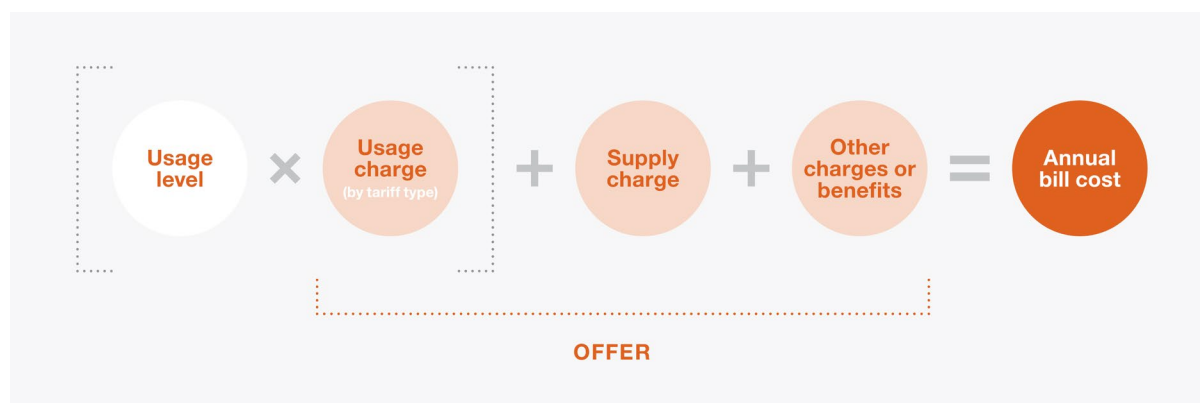 Usage
level
×
Usage
charge
(by tariff type)
+
Supply
charge
+
Other
charges or
benefits
=
Annual
bill cost
OFFER